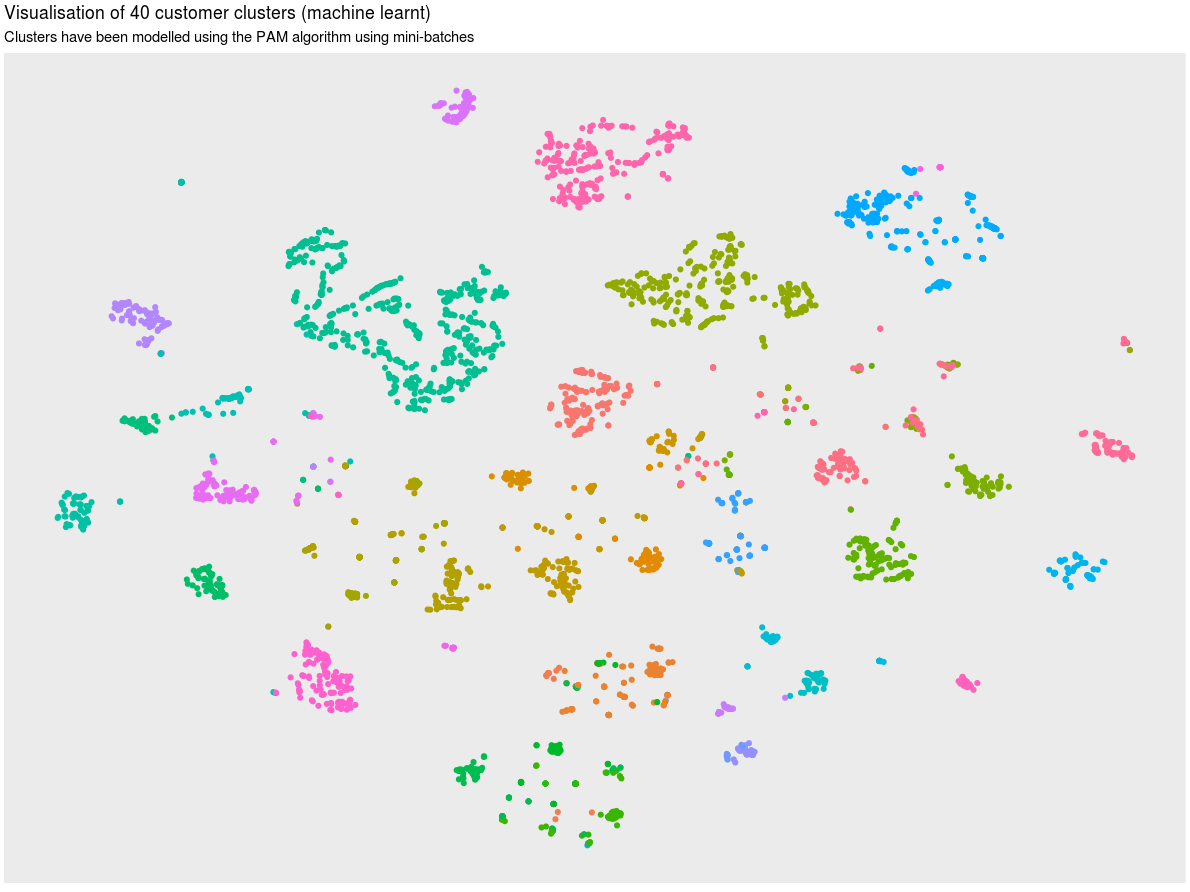 Visualisation of 40 customer clusters (machine learnt)
Clusters have been modelled using the PAM algorithm using mini-batches